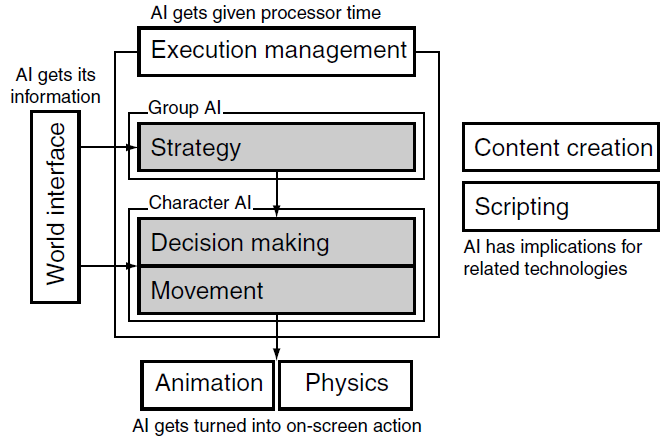 AI gets given processor time
Execution management
AI gets its
information
World interface
Group AI
Strategy
Character AI
Decision making
Movement
Content creation
Scripting
AI has implications for
related technologies
Animation
Physics
AI gets turned into on-screen action